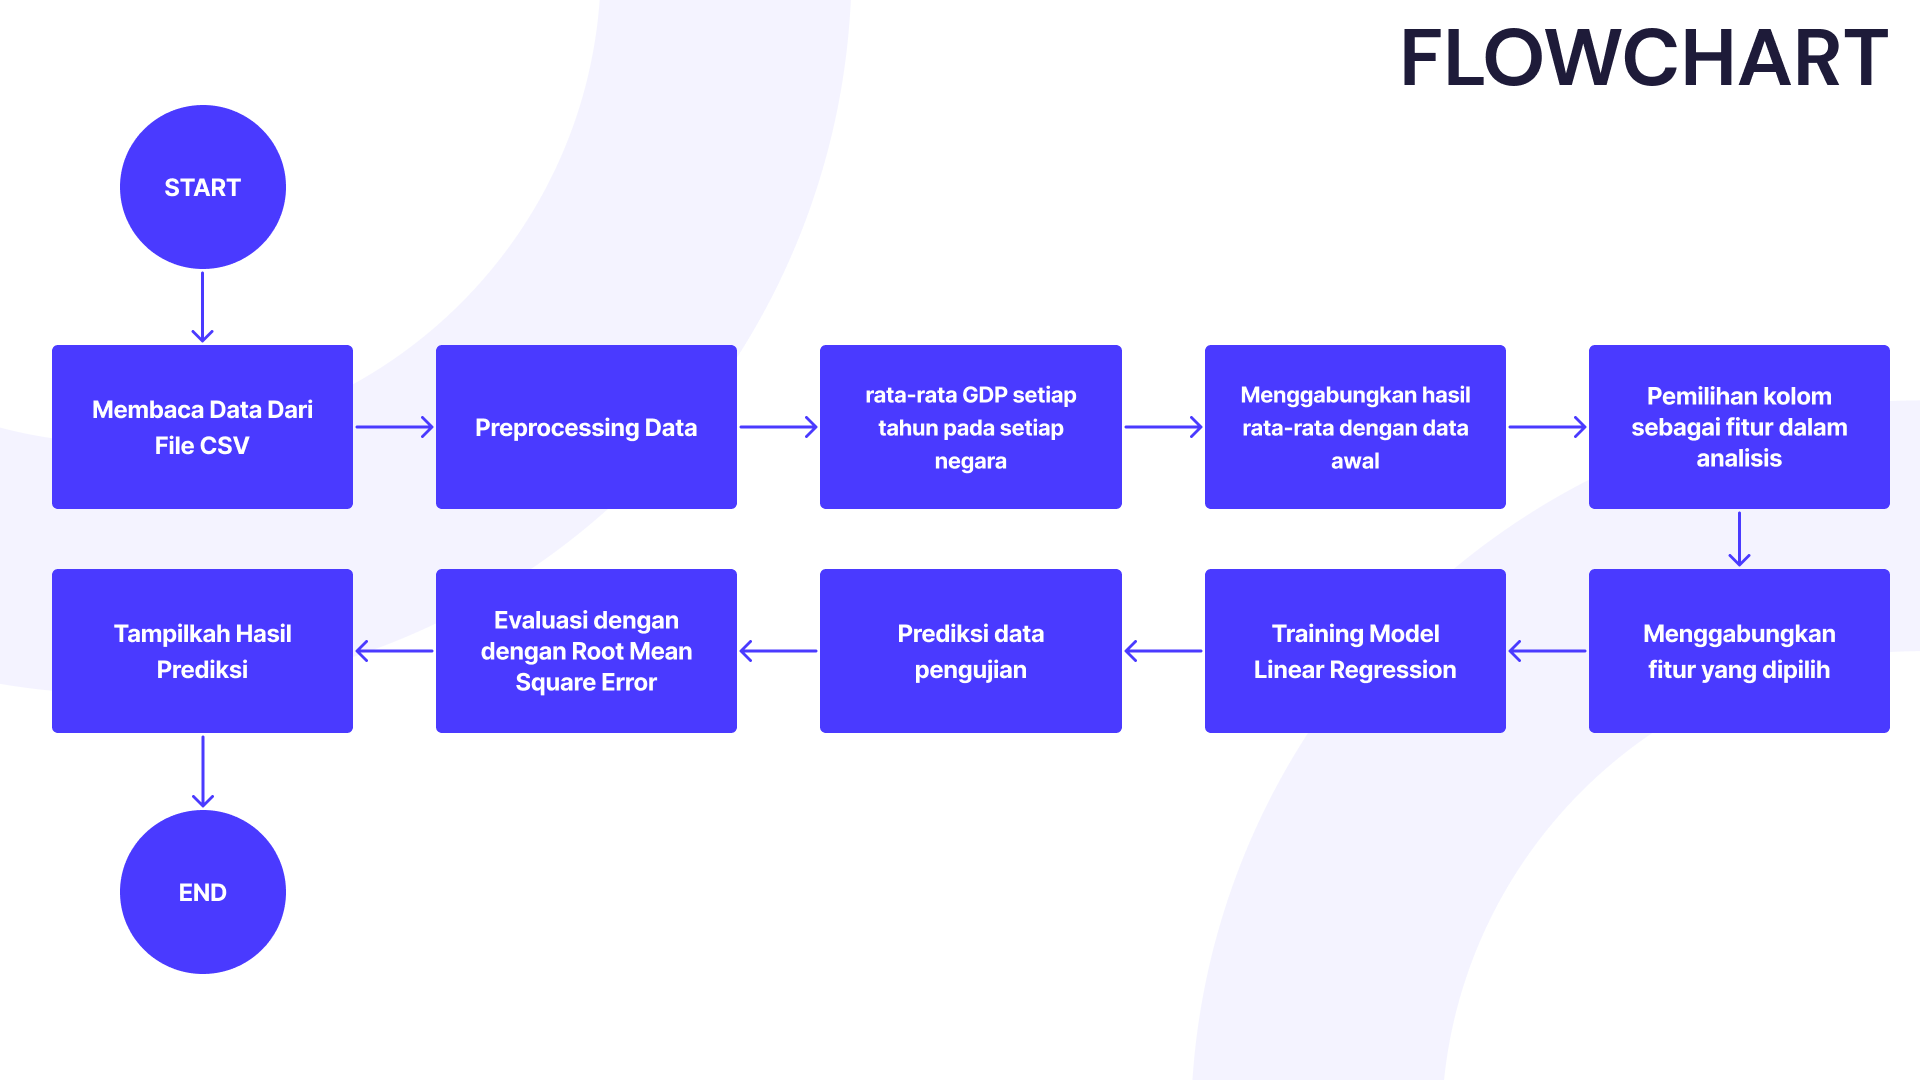 FLOWCHART
START
Membaca Data Dari
File CSV
Preprocessing Data
rata-rata GDP setiap
tahun pada setiap
negara
Menggabungkan hasil
rata-rata dengan data
awal
Pemilihan kolom
sebagai fitur dalam
analisis
Menggabungkan
fitur yang dipilih
Training Model
Linear Regression
Prediksi data
pengujian
Evaluasi dengan
dengan Root Mean
Square Error
Tampilkah Hasil
Prediksi
END